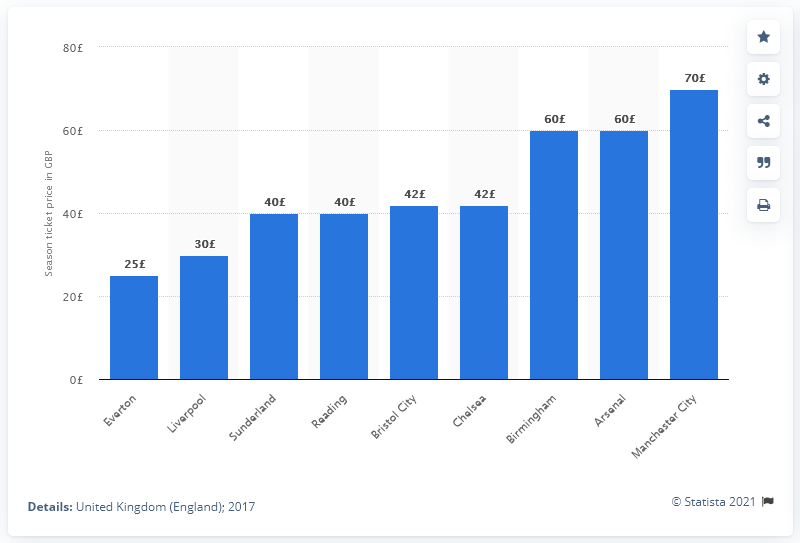 80£
60£
40£
20£
0£
Season ticket price in GBP
25£
30£
40£
40£
42£
42£
60£
60£
70£
Everton
Liverpool
Sunderland
Reading
Bristol City
Chelsea
Birmingham
Arsenal
Manchester City
Details: United Kingdom (England); 2017
© Statista 2021